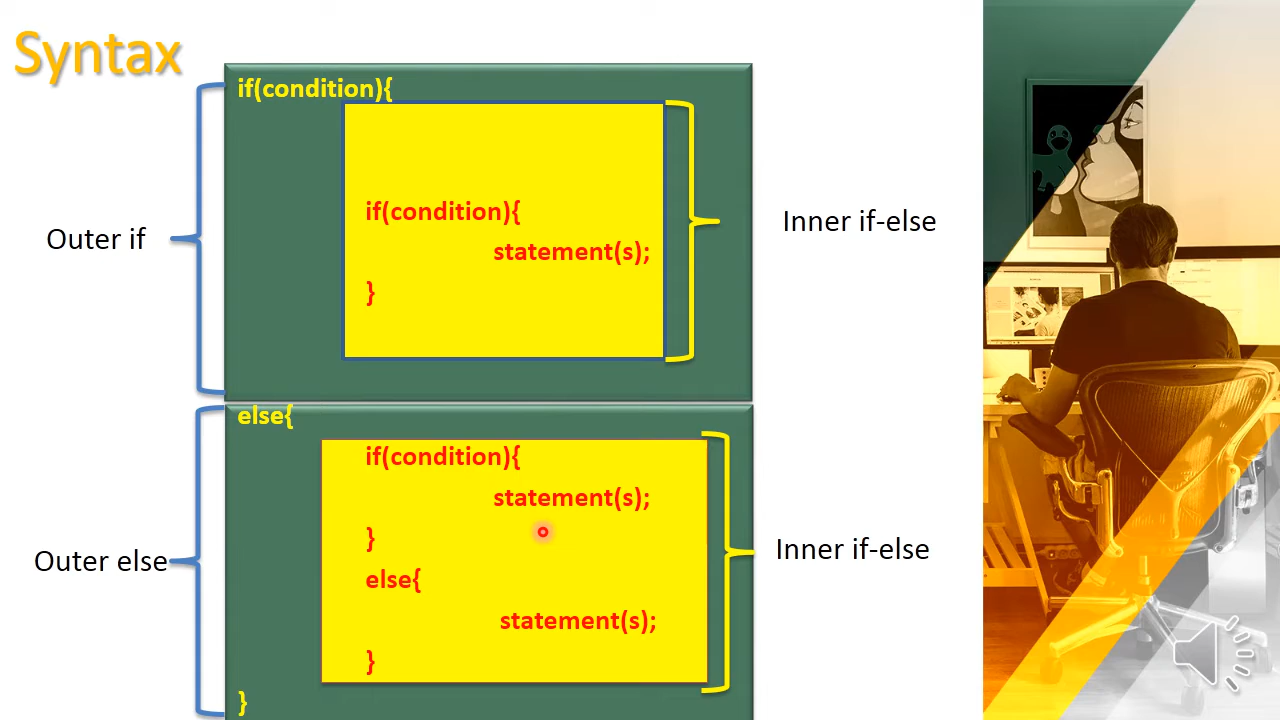 Syntax
if(condition){
if(condition){
statement(s);
}
Outer if
Inner if-else
else{
if(condition){
statement(s);
}
else{
statement(s);
}
}
Outer else
Inner if-else